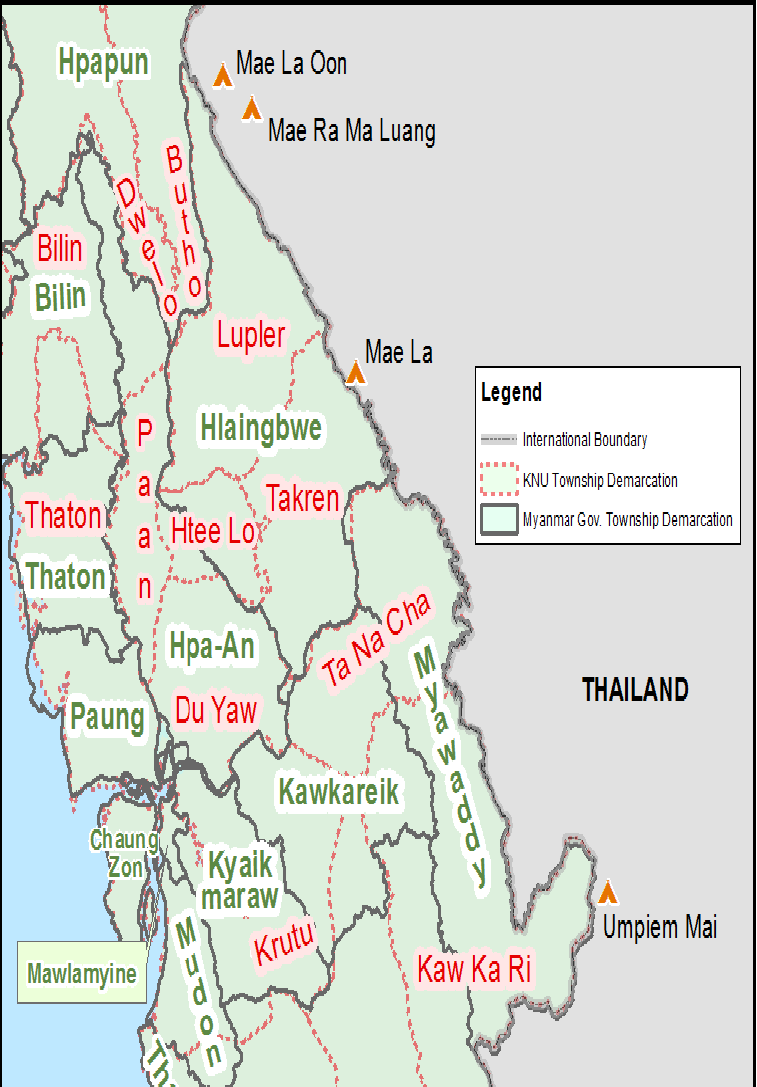 Hpapun
Mae La Oon
Mae Ra Ma Luang
Butho
Dwelo
Bilin
Bilin
Lupler
Mae La
Legend
International Boundary
KNU Township Demarcation
Myanmar Gov. Township Demarcation
Paan
Hlaingbwe
Takren
Thaton
Htee Lo
Thaton
Ta Na Cha
Hpa-An
Myawaddy
THAILAND
Du Yaw
Paung
Kawkareik
Chaung
Zon
Kyaik
maraw
Umpiem Mai
Krutu
Mudon
Kaw Ka Ri
Mawlamyine
Th